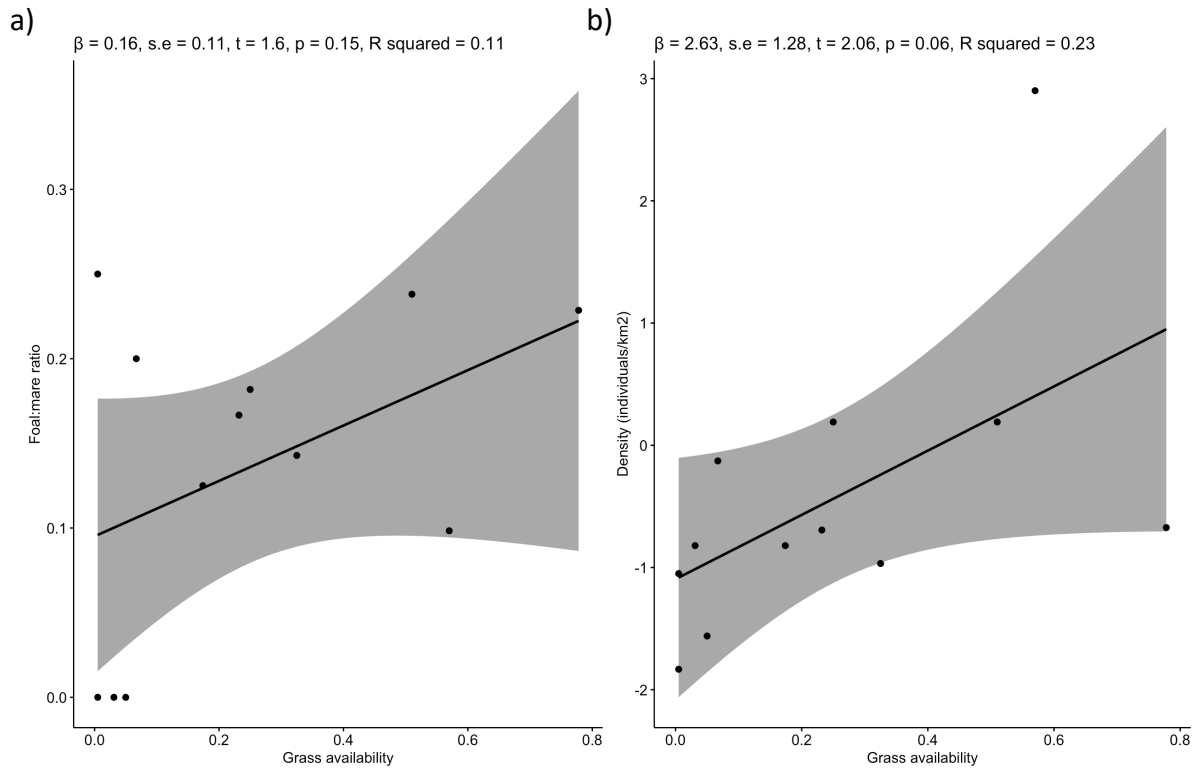 a)
β = 0.16, s.e = 0.11, t = 1.6, p = 0.15, R squared = 0.11
0.3
0.2
0.1
0.0
Foal:mare ratio
0.0 0.2 0.4 0.6 0.8
Grass availability
b)
β = 2.63, s.e = 1.28, t = 2.06, p = 0.06, R squared = 0.23
3
2
1
0
-1
-2
Density (individuals/km2)
0.0 0.2 0.4 0.6 0.8
Grass availability